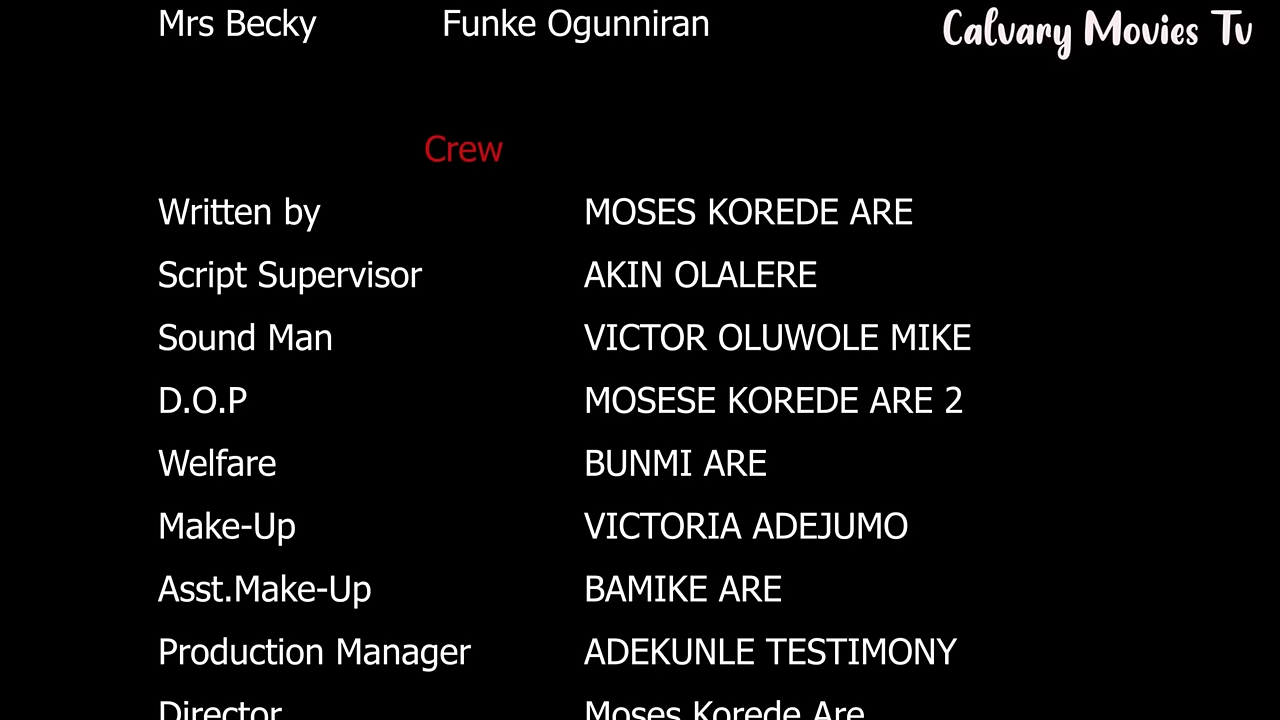 Mrs Becky Funke Ogunniran
Calvary Movies Tv
Crew
Written by MOSES KOREDE ARE
Script Supervisor AKIN OLALERE
Sound Man VICTOR OLUWOLE MIKE
D.O.P MOSESE KOREDE ARE 2
Welfare BUNMI ARE
Make-Up VICTORIA ADEJUMO
Asst.Make-Up BAMIKE ARE
Production Manager ADEKUNLE TESTIMONY
Director Moses Korede Are